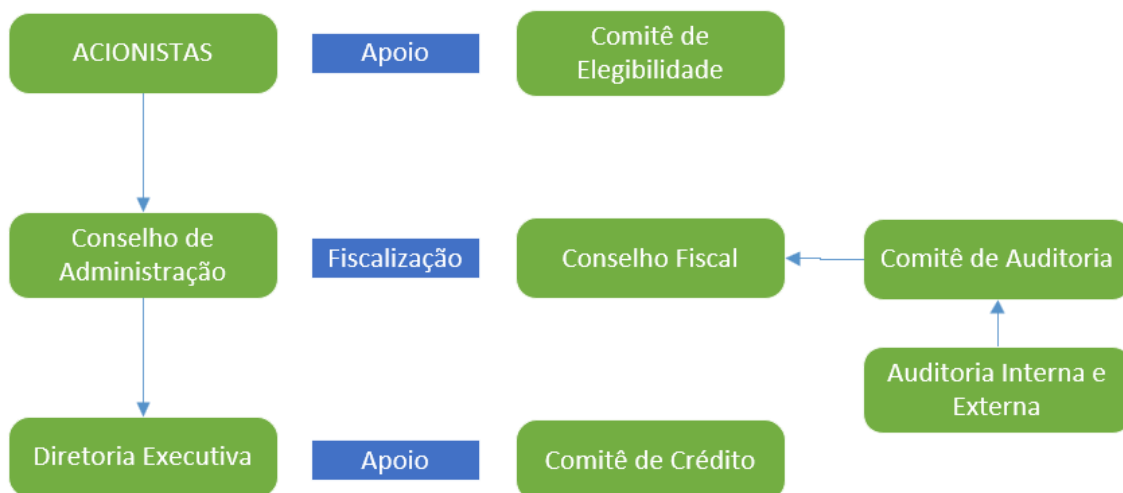 ACIONISTAS
Apoio
Comitê de
Elegibilidade
Conselho de
Administração
Fiscalização
Conselho Fiscal
Comitê de Auditoria
Auditoria Interna e
Externa
Diretoria Executiva
Apoio
Comitê de Crédito